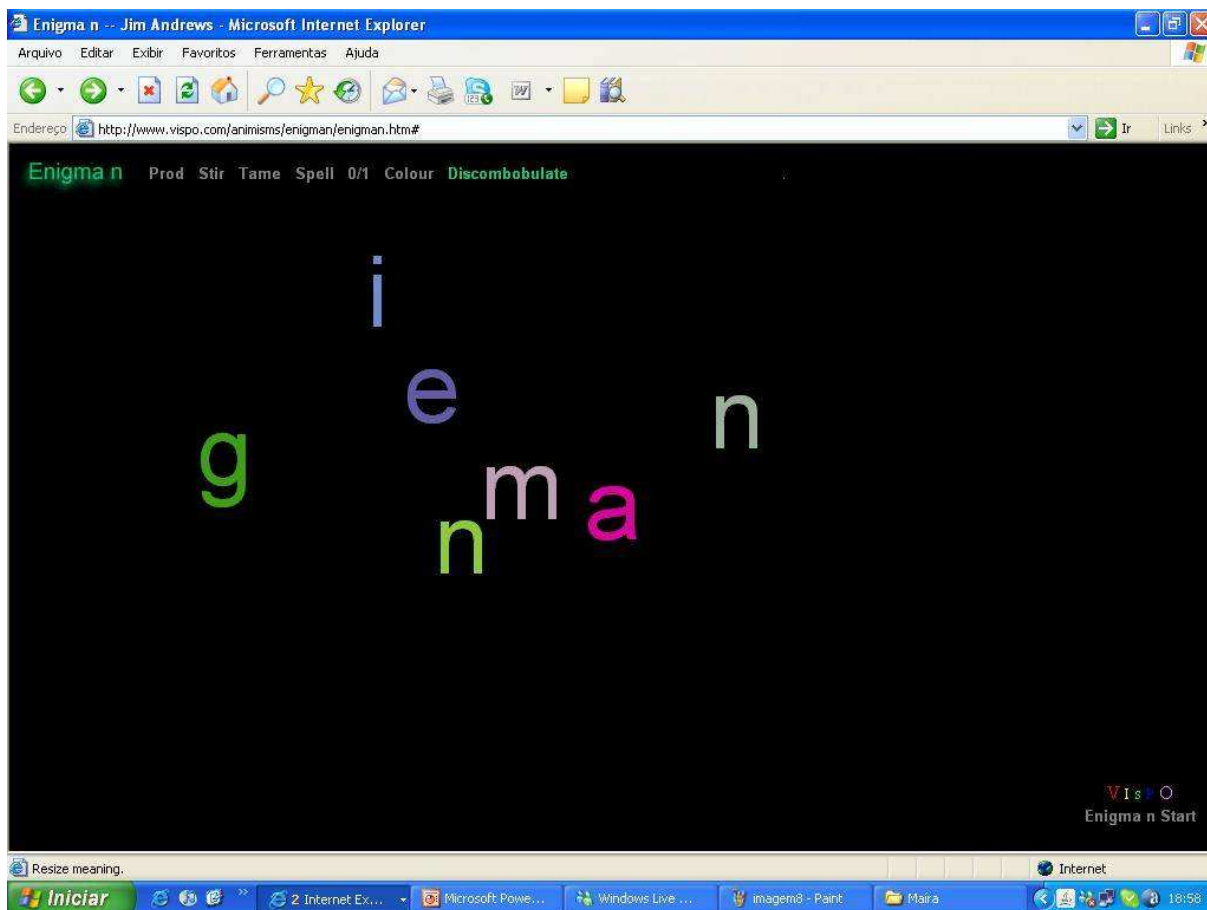 Enigma n -- Jim Andrews - Microsoft Internet Explorer
Arquivo Editar Exibir Favoritos Ferramentas Ajuda
Endereço http://www.vispo.com/animisms/enigman/enigman.htm# Ir Links »
Enigma n Prod Stir Tame Spell 0/1 Colour Discombobulate
i
e
n
g
m
a
n
VIsPO
Enigma n Start
Resize meaning. Internet
Iniciar » 2 Internet Ex... Microsoft Powe... Windows Live ... imagem8 - Paint Maira 18:58